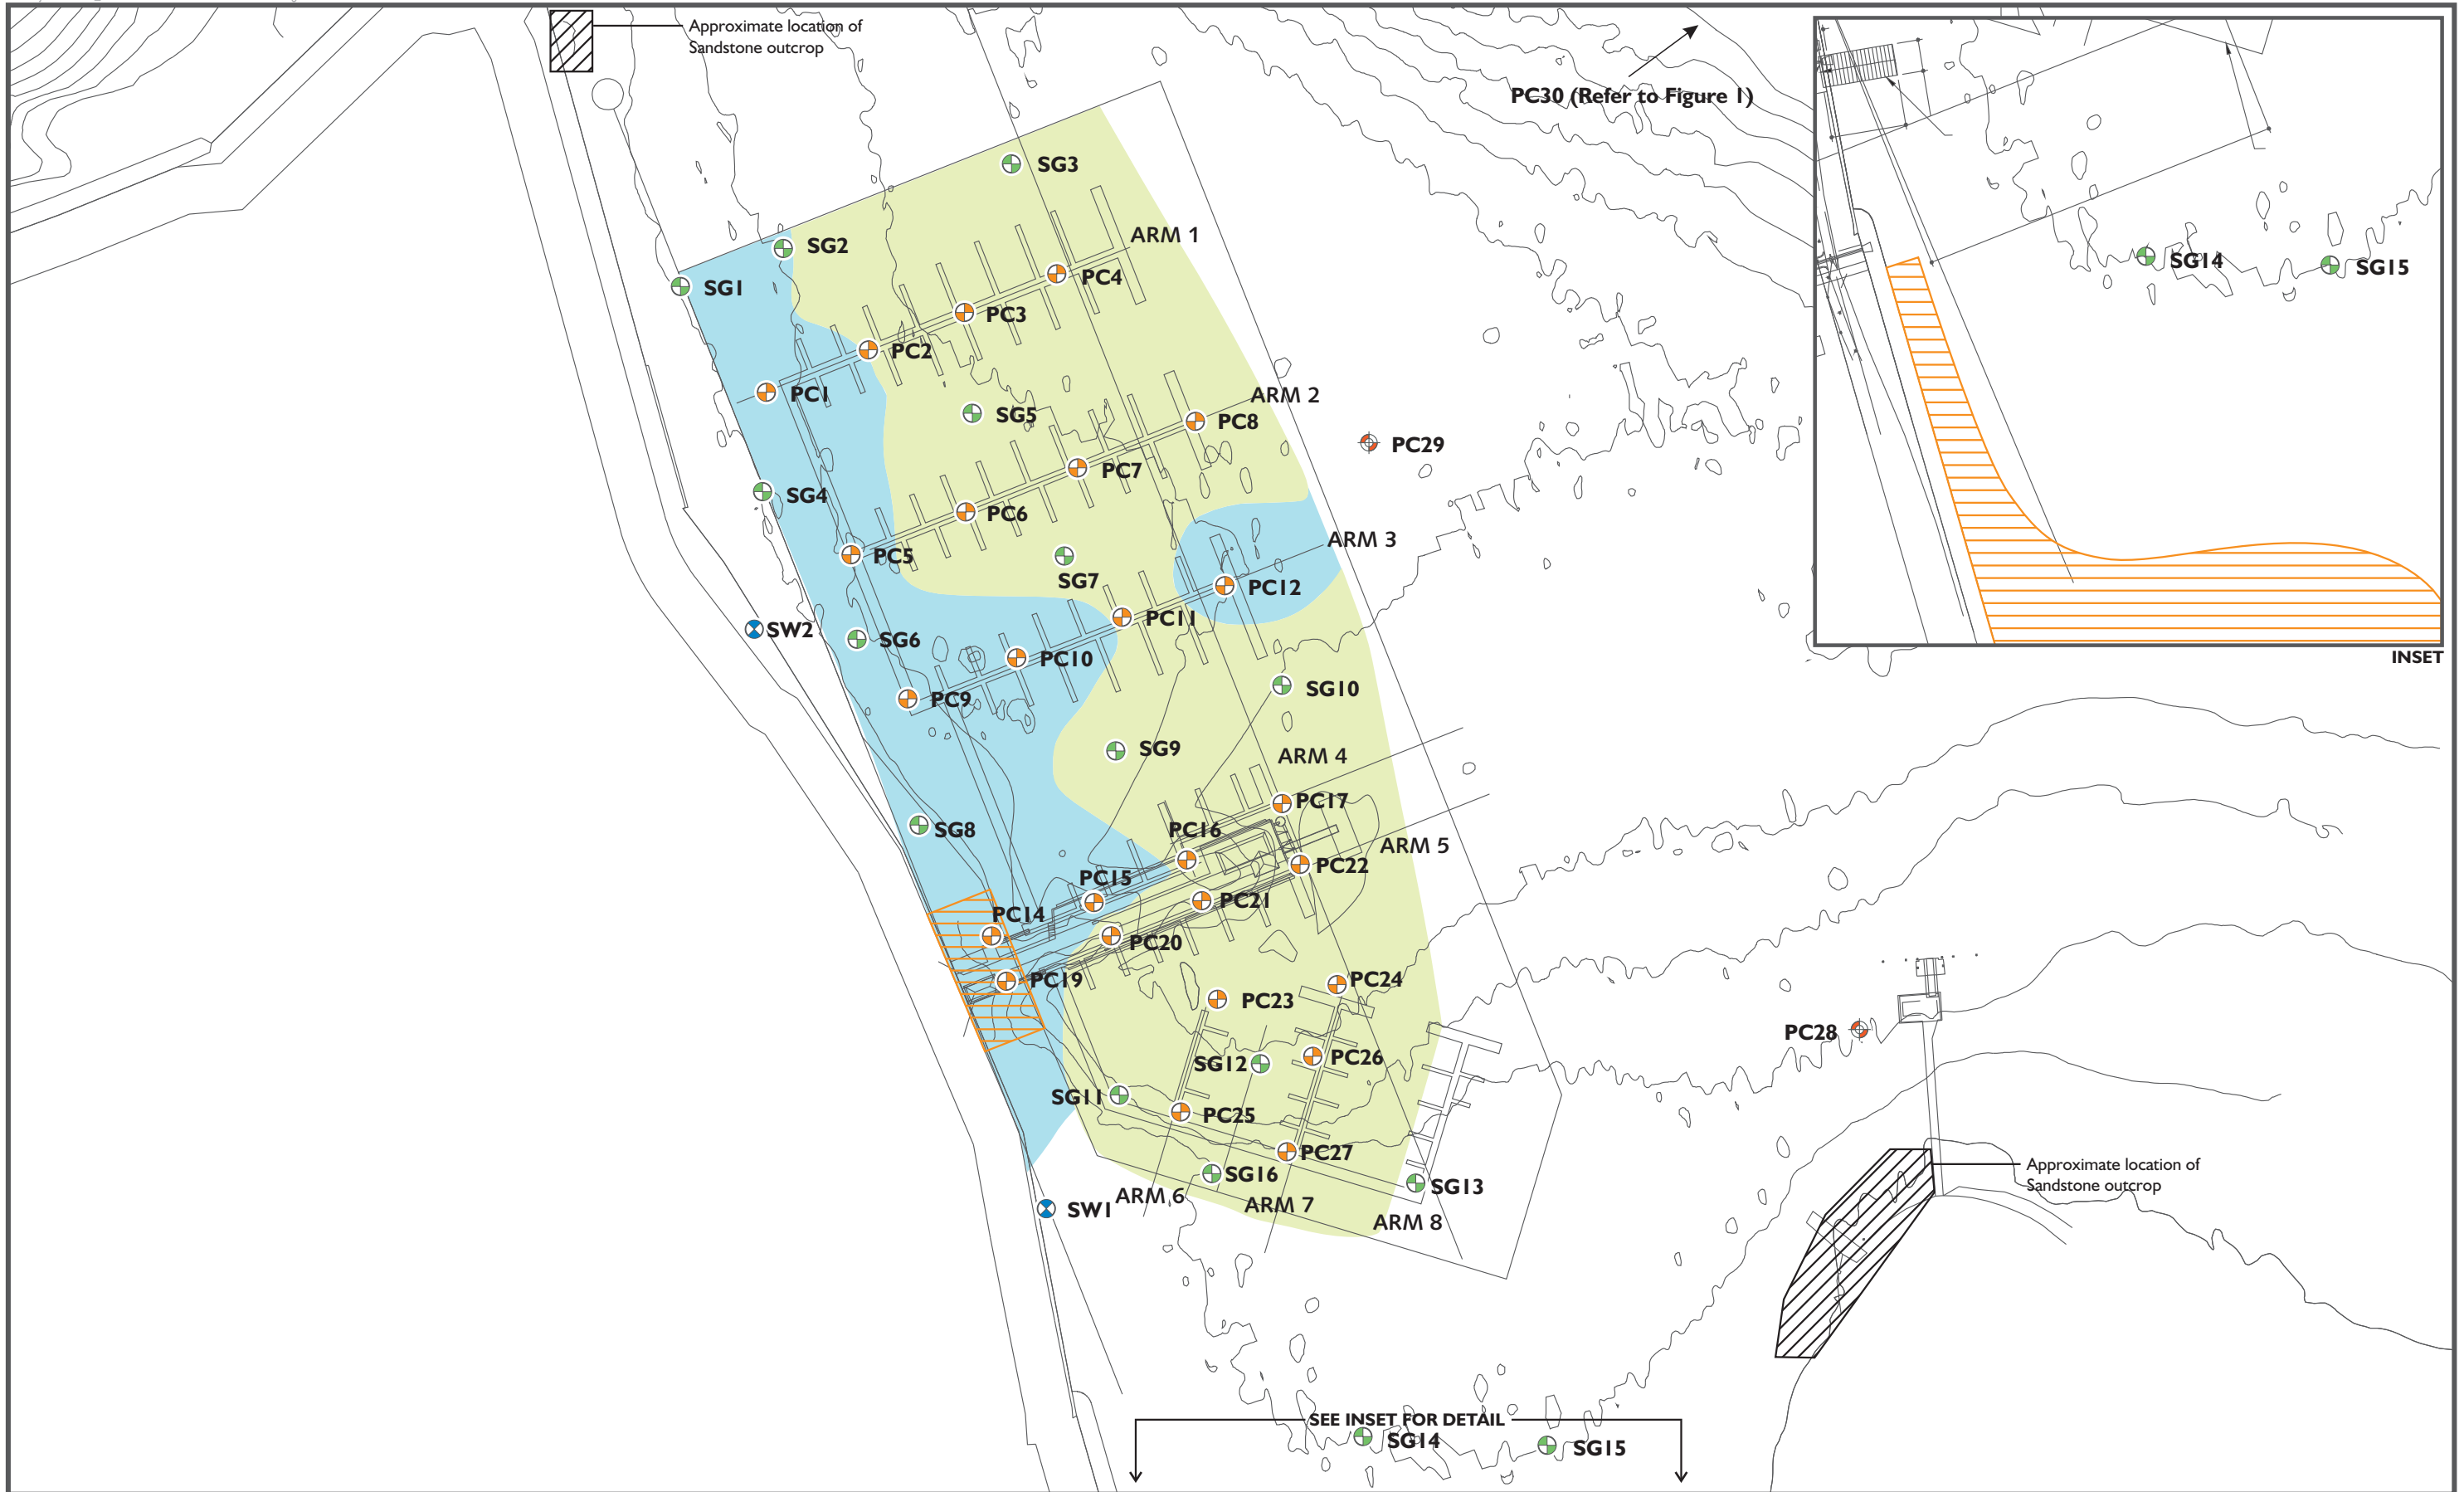 Approximate location of
Sandstone outcrop
PC30 (Refer to Figure 1)
SG3
ARM 1
SG2
PC4
SG1
PC3
PC2
PC1
ARM 2
SG5
PC8
PC29
PC7
SG4
PC6
ARM 3
PC5
SG7
PC12
PC11
SW2
SG6
PC10
SG10
PC9
SG9
ARM 4
PC17
SG8
PC16
ARM 5
PC22
PC15
PC21
PC14
PC20
PC19
PC24
PC23
PC28
PC26
SG12
SG11
PC25
PC27
SG16
SG13
ARM 6
ARM 7
SW1
ARM 8
Approximate location of
Sandstone outcrop
SEE INSET FOR DETAIL
SG14
SG15
SG14
SG15
INSET